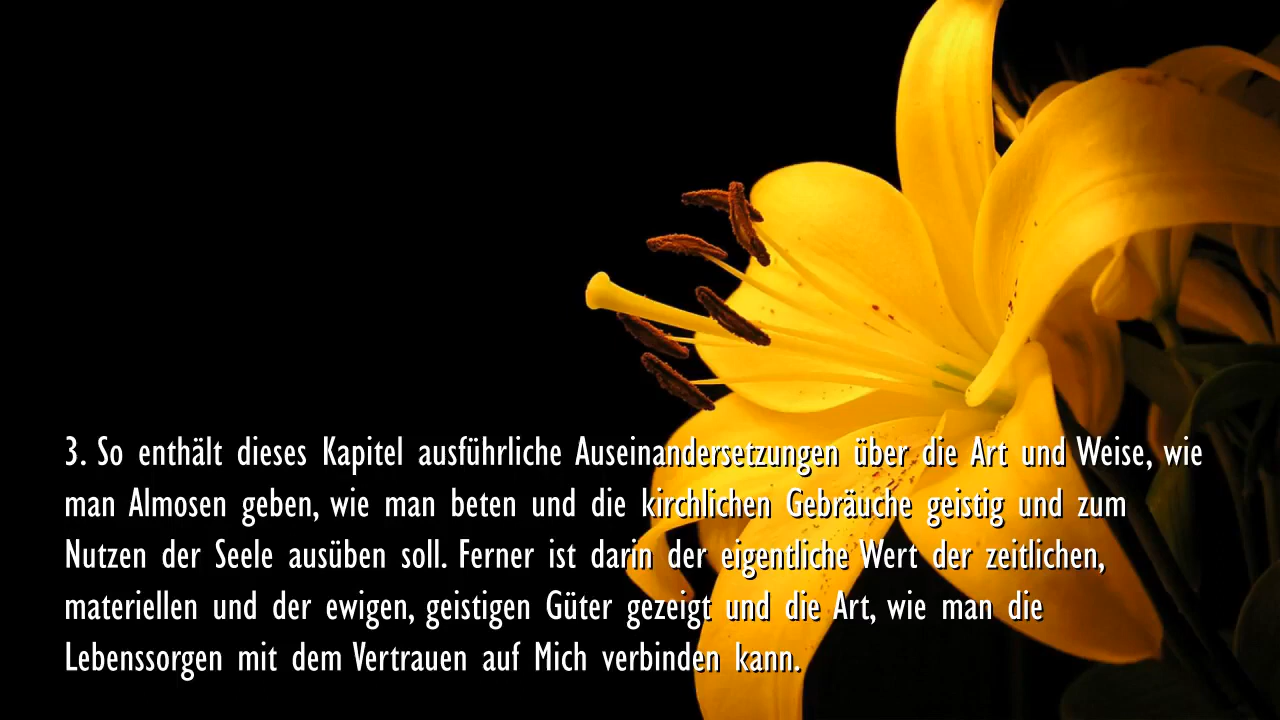 3. So enthält dieses Kapitel ausführliche Auseinandersetzungen über die Art und Weise, wie
man Almosen geben, wie man beten und die kirchlichen Gebräuche geistig und zum
Nutzen der Seele ausüben soll. Ferner ist darin der eigentliche Wert der zeitlichen,
materiellen und der ewigen, geistigen Güter gezeigt und die Art, wie man die
Lebenssorgen mit dem Vertrauen auf Mich verbinden kann.